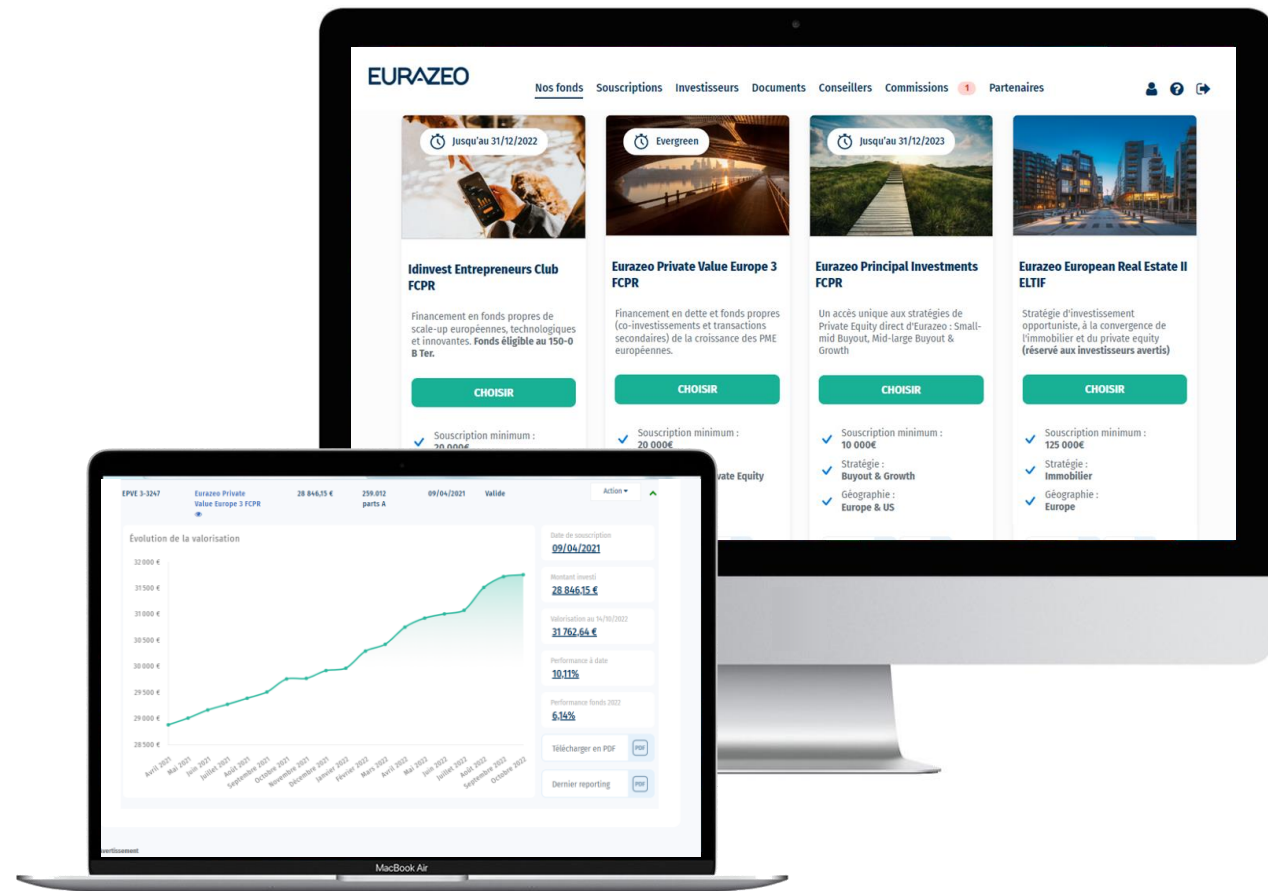 EURAZEO
Nos fonds Souscriptions Investisseurs Documents Conseillers Commissions 1 Partenaires
Jusqu'au 31/12/2022
Evergreen
Jusqu'au 31/12/2023
Idinvest Entrepreneurs Club
FCPR
Financement en fonds propres de
scale-up européennes, technologiques
et innovantes. Fonds éligible au 150-0
B Ter.
CHOISIR
Souscription minimum :
20 000€
Eurazeo Private Value Europe 3
FCPR
Financement en dette et fonds propres
(co-investissements et transactions
secondaires) de la croissance des PME
européennes.
CHOISIR
Souscription minimum :
20 000€
vate Equity
Eurazeo Principal Investments
FCPR
Un accès unique aux stratégies de
Private Equity direct d'Eurazeo : Small-
mid Buyout, Mid-large Buyout &
Growth
CHOISIR
Souscription minimum :
10 000€
Stratégie :
Buyout & Growth
Géographie :
Europe & US
Eurazeo European Real Estate II
ELTIF
Stratégie d'investissement
opportuniste, à la convergence de
l'immobilier et du private equity
(réservé aux investisseurs avertis)
CHOISIR
Souscription minimum :
125 000€
Stratégie :
Immobilier
Géographie :
Europe
EPVE 3-3247
Eurazeo Private
Value Europe 3 FCPR
28 846,15 €
259.012
parts A
09/04/2021
Valide
Action
Évolution de la valorisation
32 000 €
31 500 €
31 000 €
30 500 €
30 000 €
29 500 €
29 000 €
28 500 €
Avril 2021
Mai 2021
Juin 2021
Juillet 2021
Août 2021
Septembre 2021
Octobre 2021
Novembre 2021
Décembre 2021
Janvier 2022
Février 2022
Mars 2022
Avril 2022
Mai 2022
Juin 2022
Juillet 2022
Août 2022
Septembre 2022
Octobre 2022
Date de souscription
09/04/2021
Montant investi
28 846,15 €
Valorisation au 14/10/2022
31 762,64 €
Performance à date
10,11%
Performance fonds 2022
6,14%
Télécharger en PDF
PDF
Dernier reporting
PDF
vertissement
MacBook Air